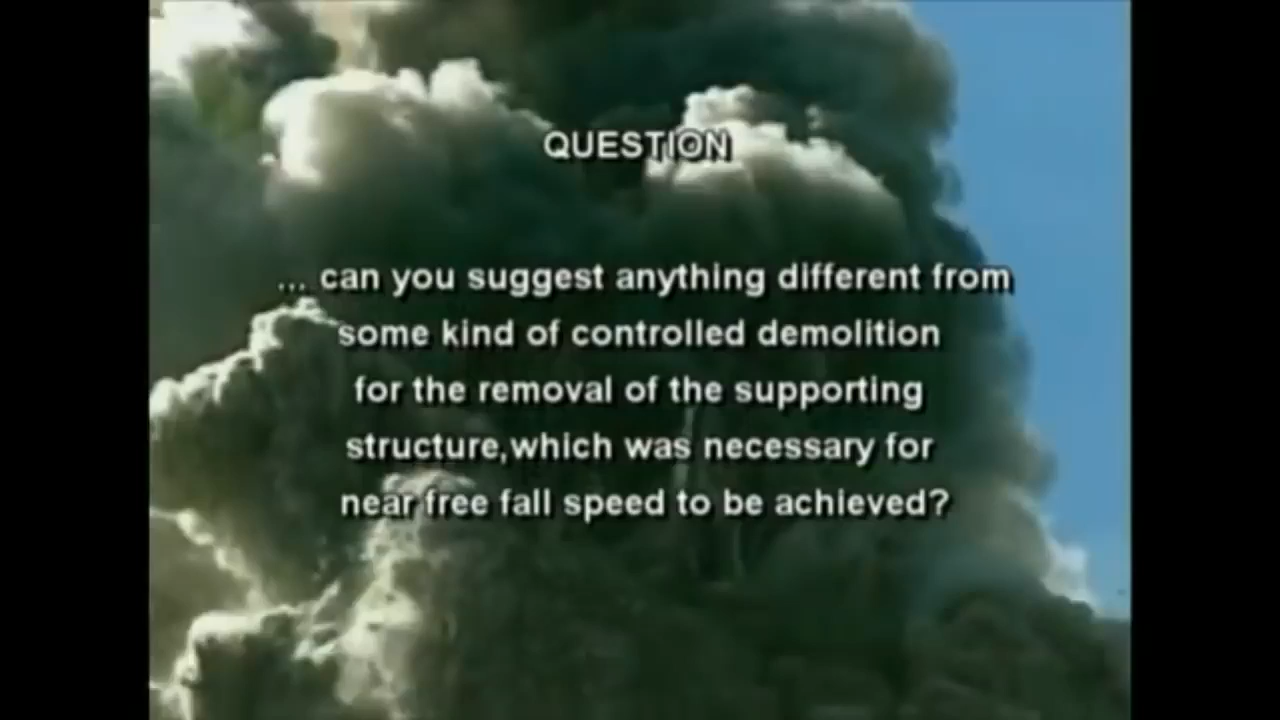 QUESTION
... can you suggest anything different from
some kind of controlled demolition
for the removal of the supporting
structure,which was necessary for
near free fall speed to be achieved?